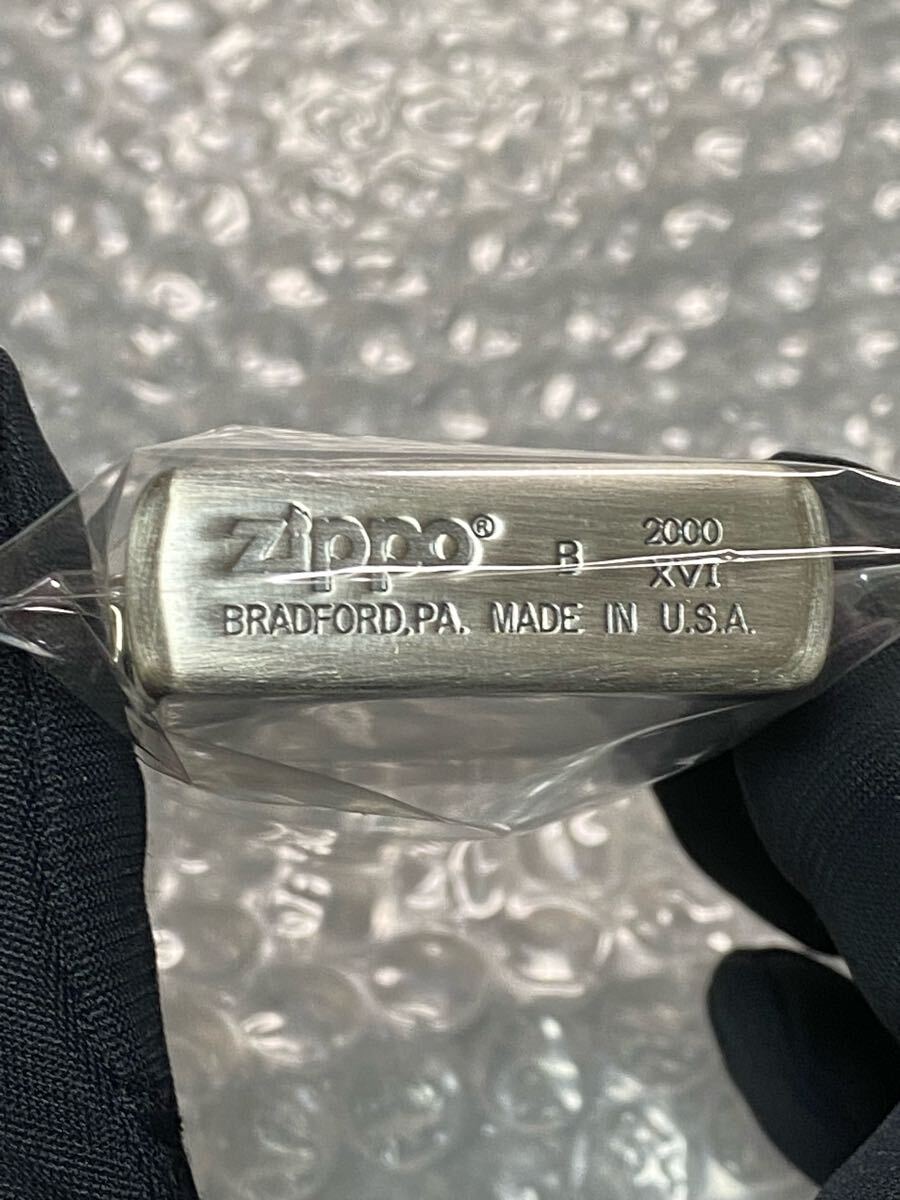 zippo® B 2000
XVI
BRADFORD,PA. MADE IN U.S.A.